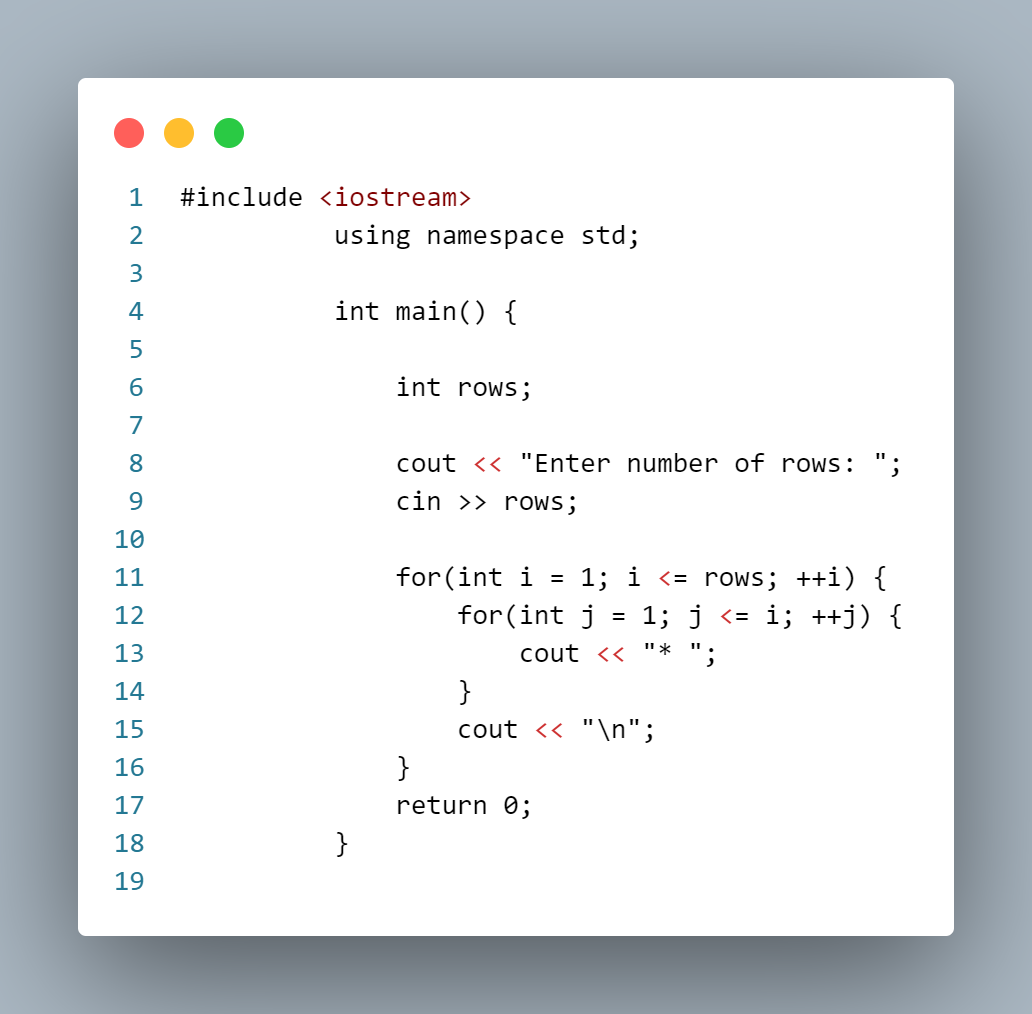 1 #include <iostream>
2 using namespace std;
3
4 int main() {
5
6 int rows;
7
8 cout << "Enter number of rows: ";
9 cin >> rows;
10
11 for(int i = 1; i <= rows; ++i) {
12 for(int j = 1; j <= i; ++j) {
13 cout << "* ";
14 }
15 cout << "\n";
16 }
17 return 0;
18 }
19